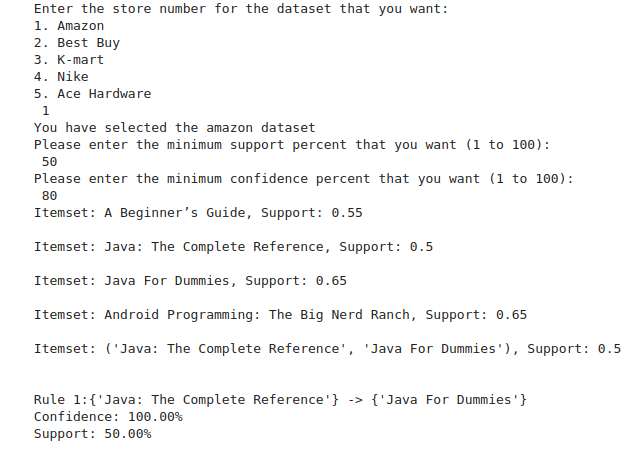 Enter the store number for the dataset that you want:
1. Amazon
2. Best Buy
3. K-mart
4. Nike
5. Ace Hardware
1
You have selected the amazon dataset
Please enter the minimum support percent that you want (1 to 100):
50
Please enter the minimum confidence percent that you want (1 to 100):
80
Itemset: A Beginner’s Guide, Support: 0.55
Itemset: Java: The Complete Reference, Support: 0.5
Itemset: Java For Dummies, Support: 0.65
Itemset: Android Programming: The Big Nerd Ranch, Support: 0.65
Itemset: ('Java: The Complete Reference', 'Java For Dummies'), Support: 0.5
Rule 1:{'Java: The Complete Reference'} -> {'Java For Dummies'}
Confidence: 100.00%
Support: 50.00%